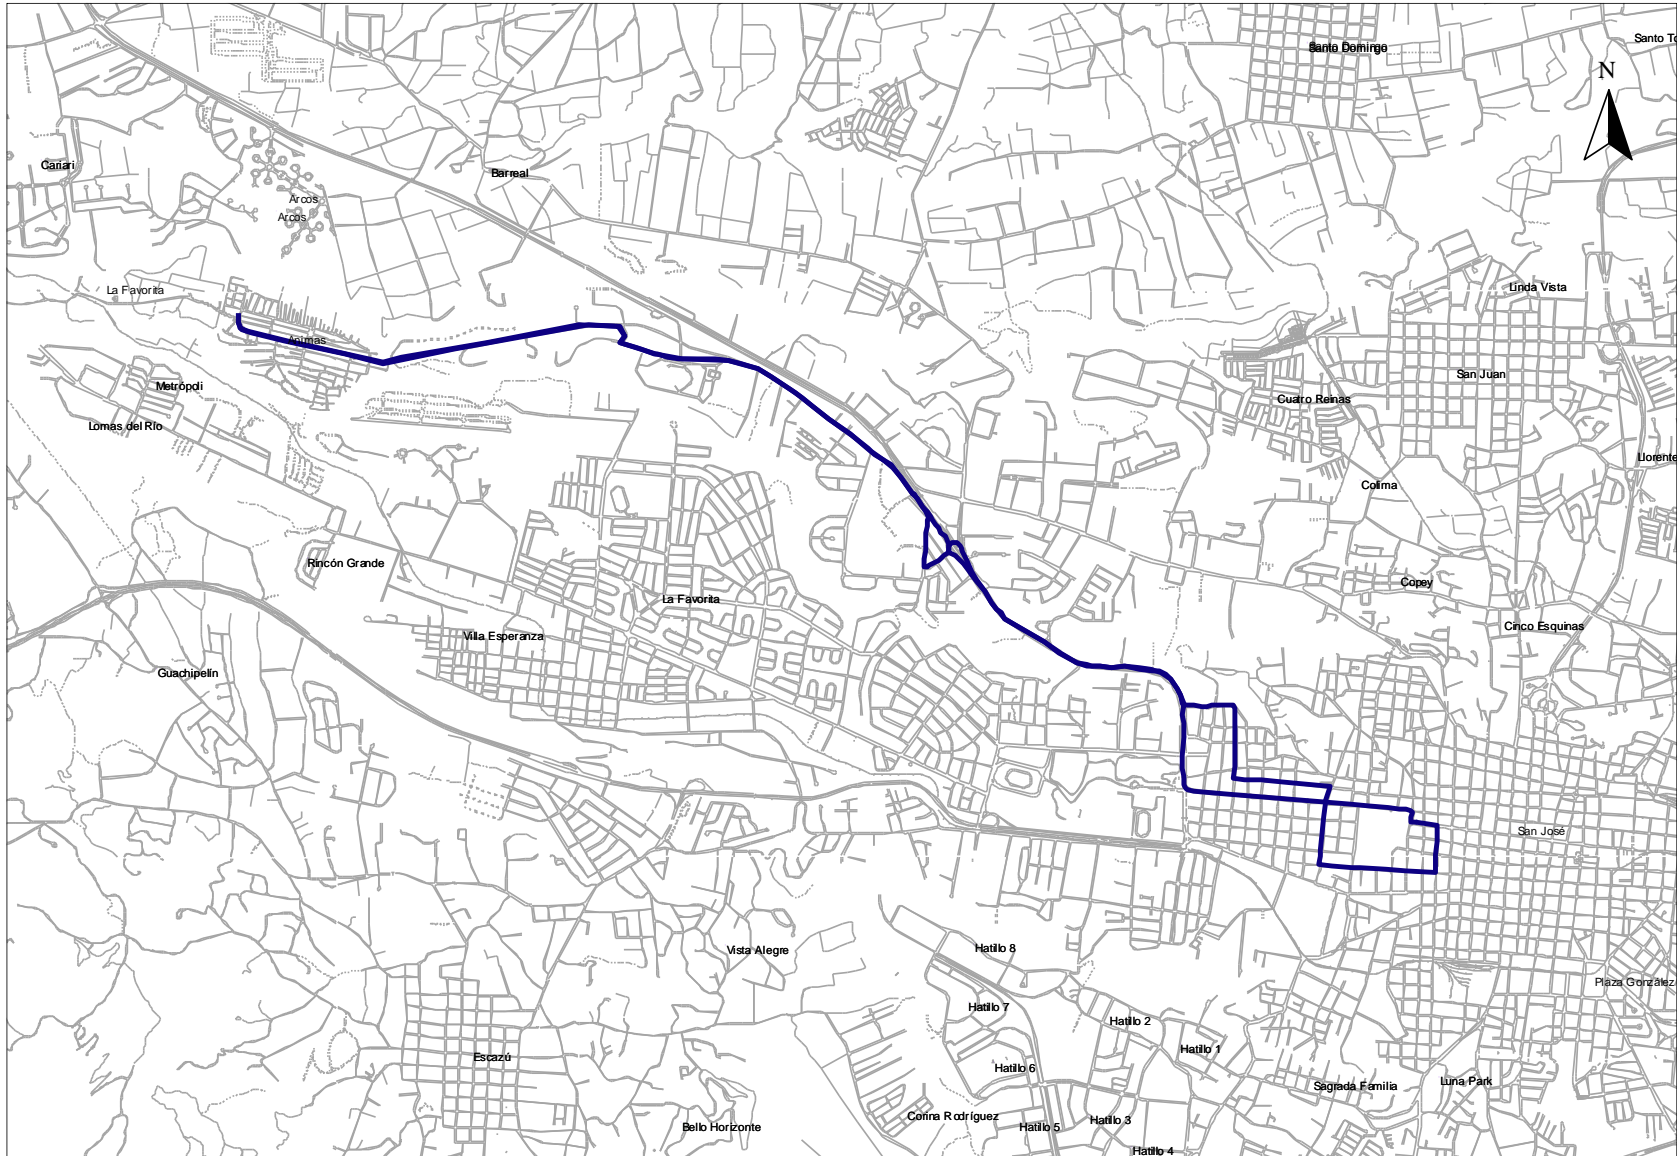 Santo Domingo
Santo To
N
Cariari
Barreal
Arcos
Arcos
La Favorita
Linda Vista
Animas
San Juan
Metrópoli
Cuatro Reinas
Lomas del Río
Llorente
Colima
Rincón Grande
Copey
La Favorita
Cinco Esquinas
Villa Esperanza
Guachipelín
San José
Vista Alegre
Hatillo 8
Plaza González
Hatillo 7
Hatillo 2
Hatillo 1
Escazú
Hatillo 6
Sagrada Familia
Luna Park
Corina Rodríguez
Hatillo 3
Bello Horizonte
Hatillo 5
Hatillo 4